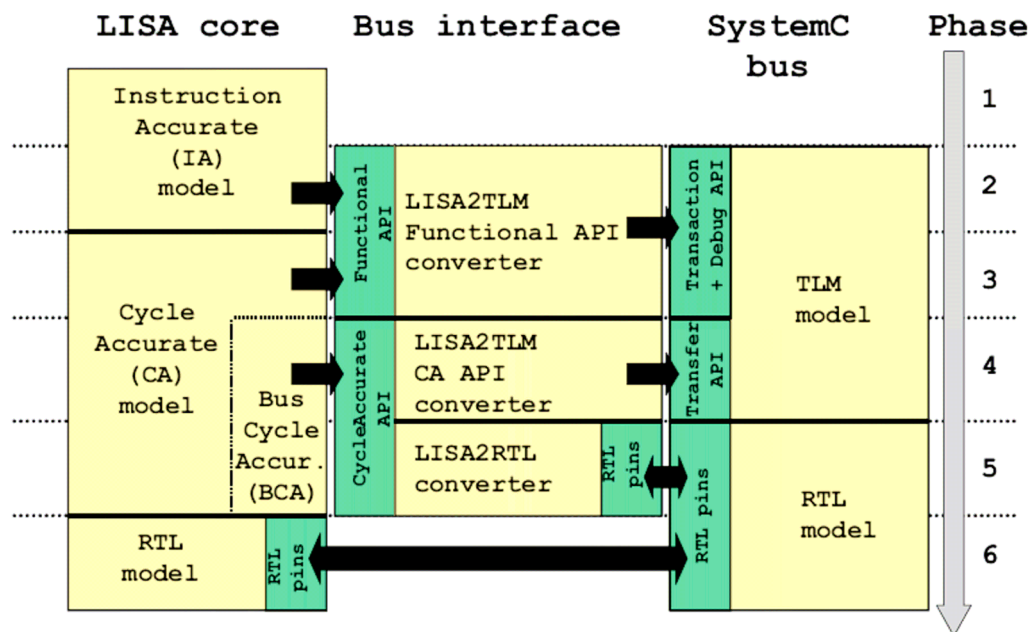 LISA core
Bus interface
SystemC
bus
Phase
Instruction
Accurate
(IA)
model
Cycle
Accurate
(CA)
model
Bus
Cycle
Accur.
(BCA)
RTL
model
RTL
pins
Functional
API
LISA2TLM
Functional API
converter
CycleAccurate
API
LISA2TLM
CA API
converter
LISA2RTL
converter
RTL
pins
Transaction
+ Debug API
Transfer
API
RTL pins
TLM
model
RTL
model
1
2
3
4
5
6